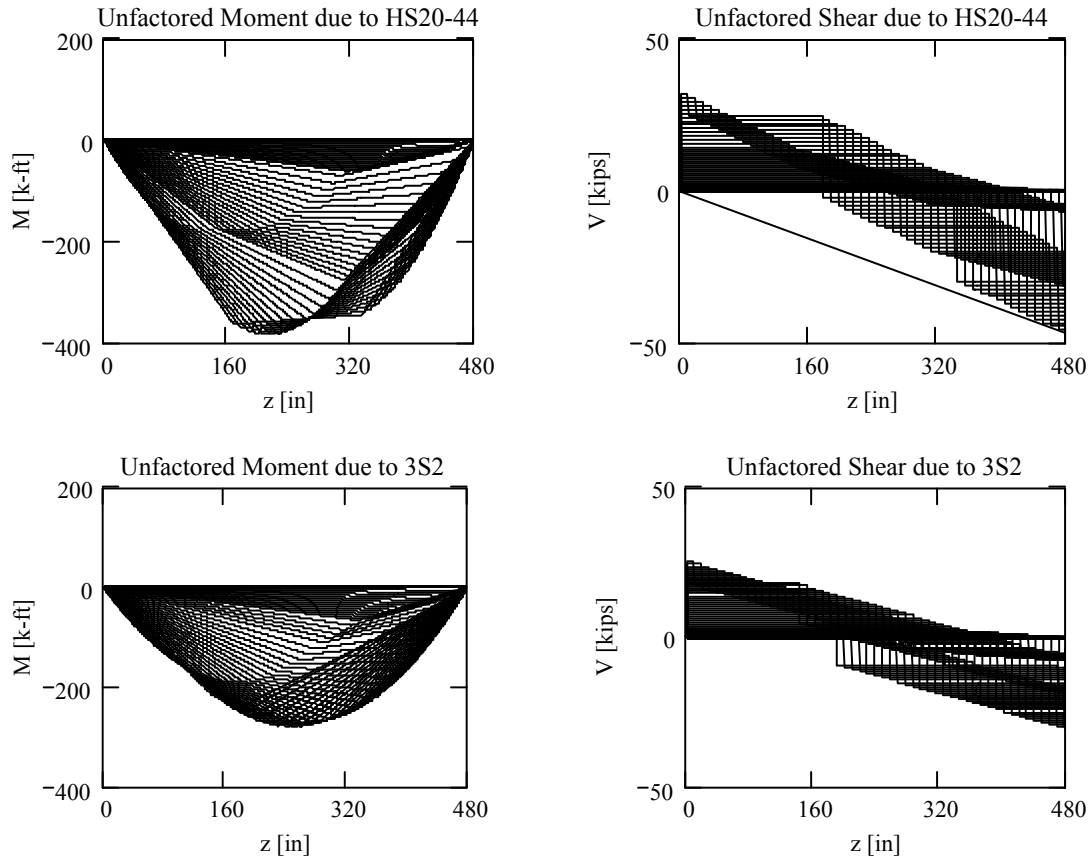 Unfactored Moment due to HS20-44
200
0
−200
−400
M [k-ft]
0 160 320 480
z [in]
Unfactored Shear due to HS20-44
50
0
−50
V [kips]
0 160 320 480
z [in]
Unfactored Moment due to 3S2
200
0
−200
−400
M [k-ft]
0 160 320 480
z [in]
Unfactored Shear due to 3S2
50
0
−50
V [kips]
0 160 320 480
z [in]